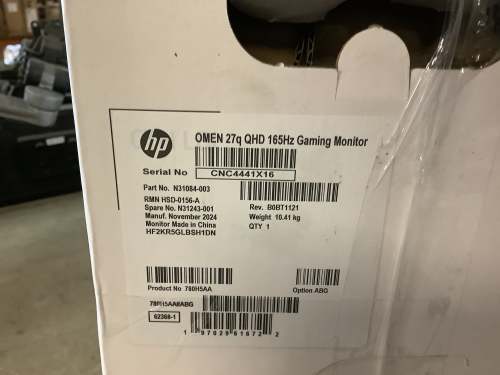 hp
OMEN 27q QHD 165Hz Gaming Monitor
Serial No CNC4441X16
Part No. N31084-003
RMN HSD-0156-A
Spare No. N31243-001 Rev. B0BT1121
Manuf. November 2024 Weight 10.41 kg
Monitor Made in China QTY 1
HF2KR5GLBSH1DN
Product No 780H5AA Option ABG
780H5AA#ABG
62368-1